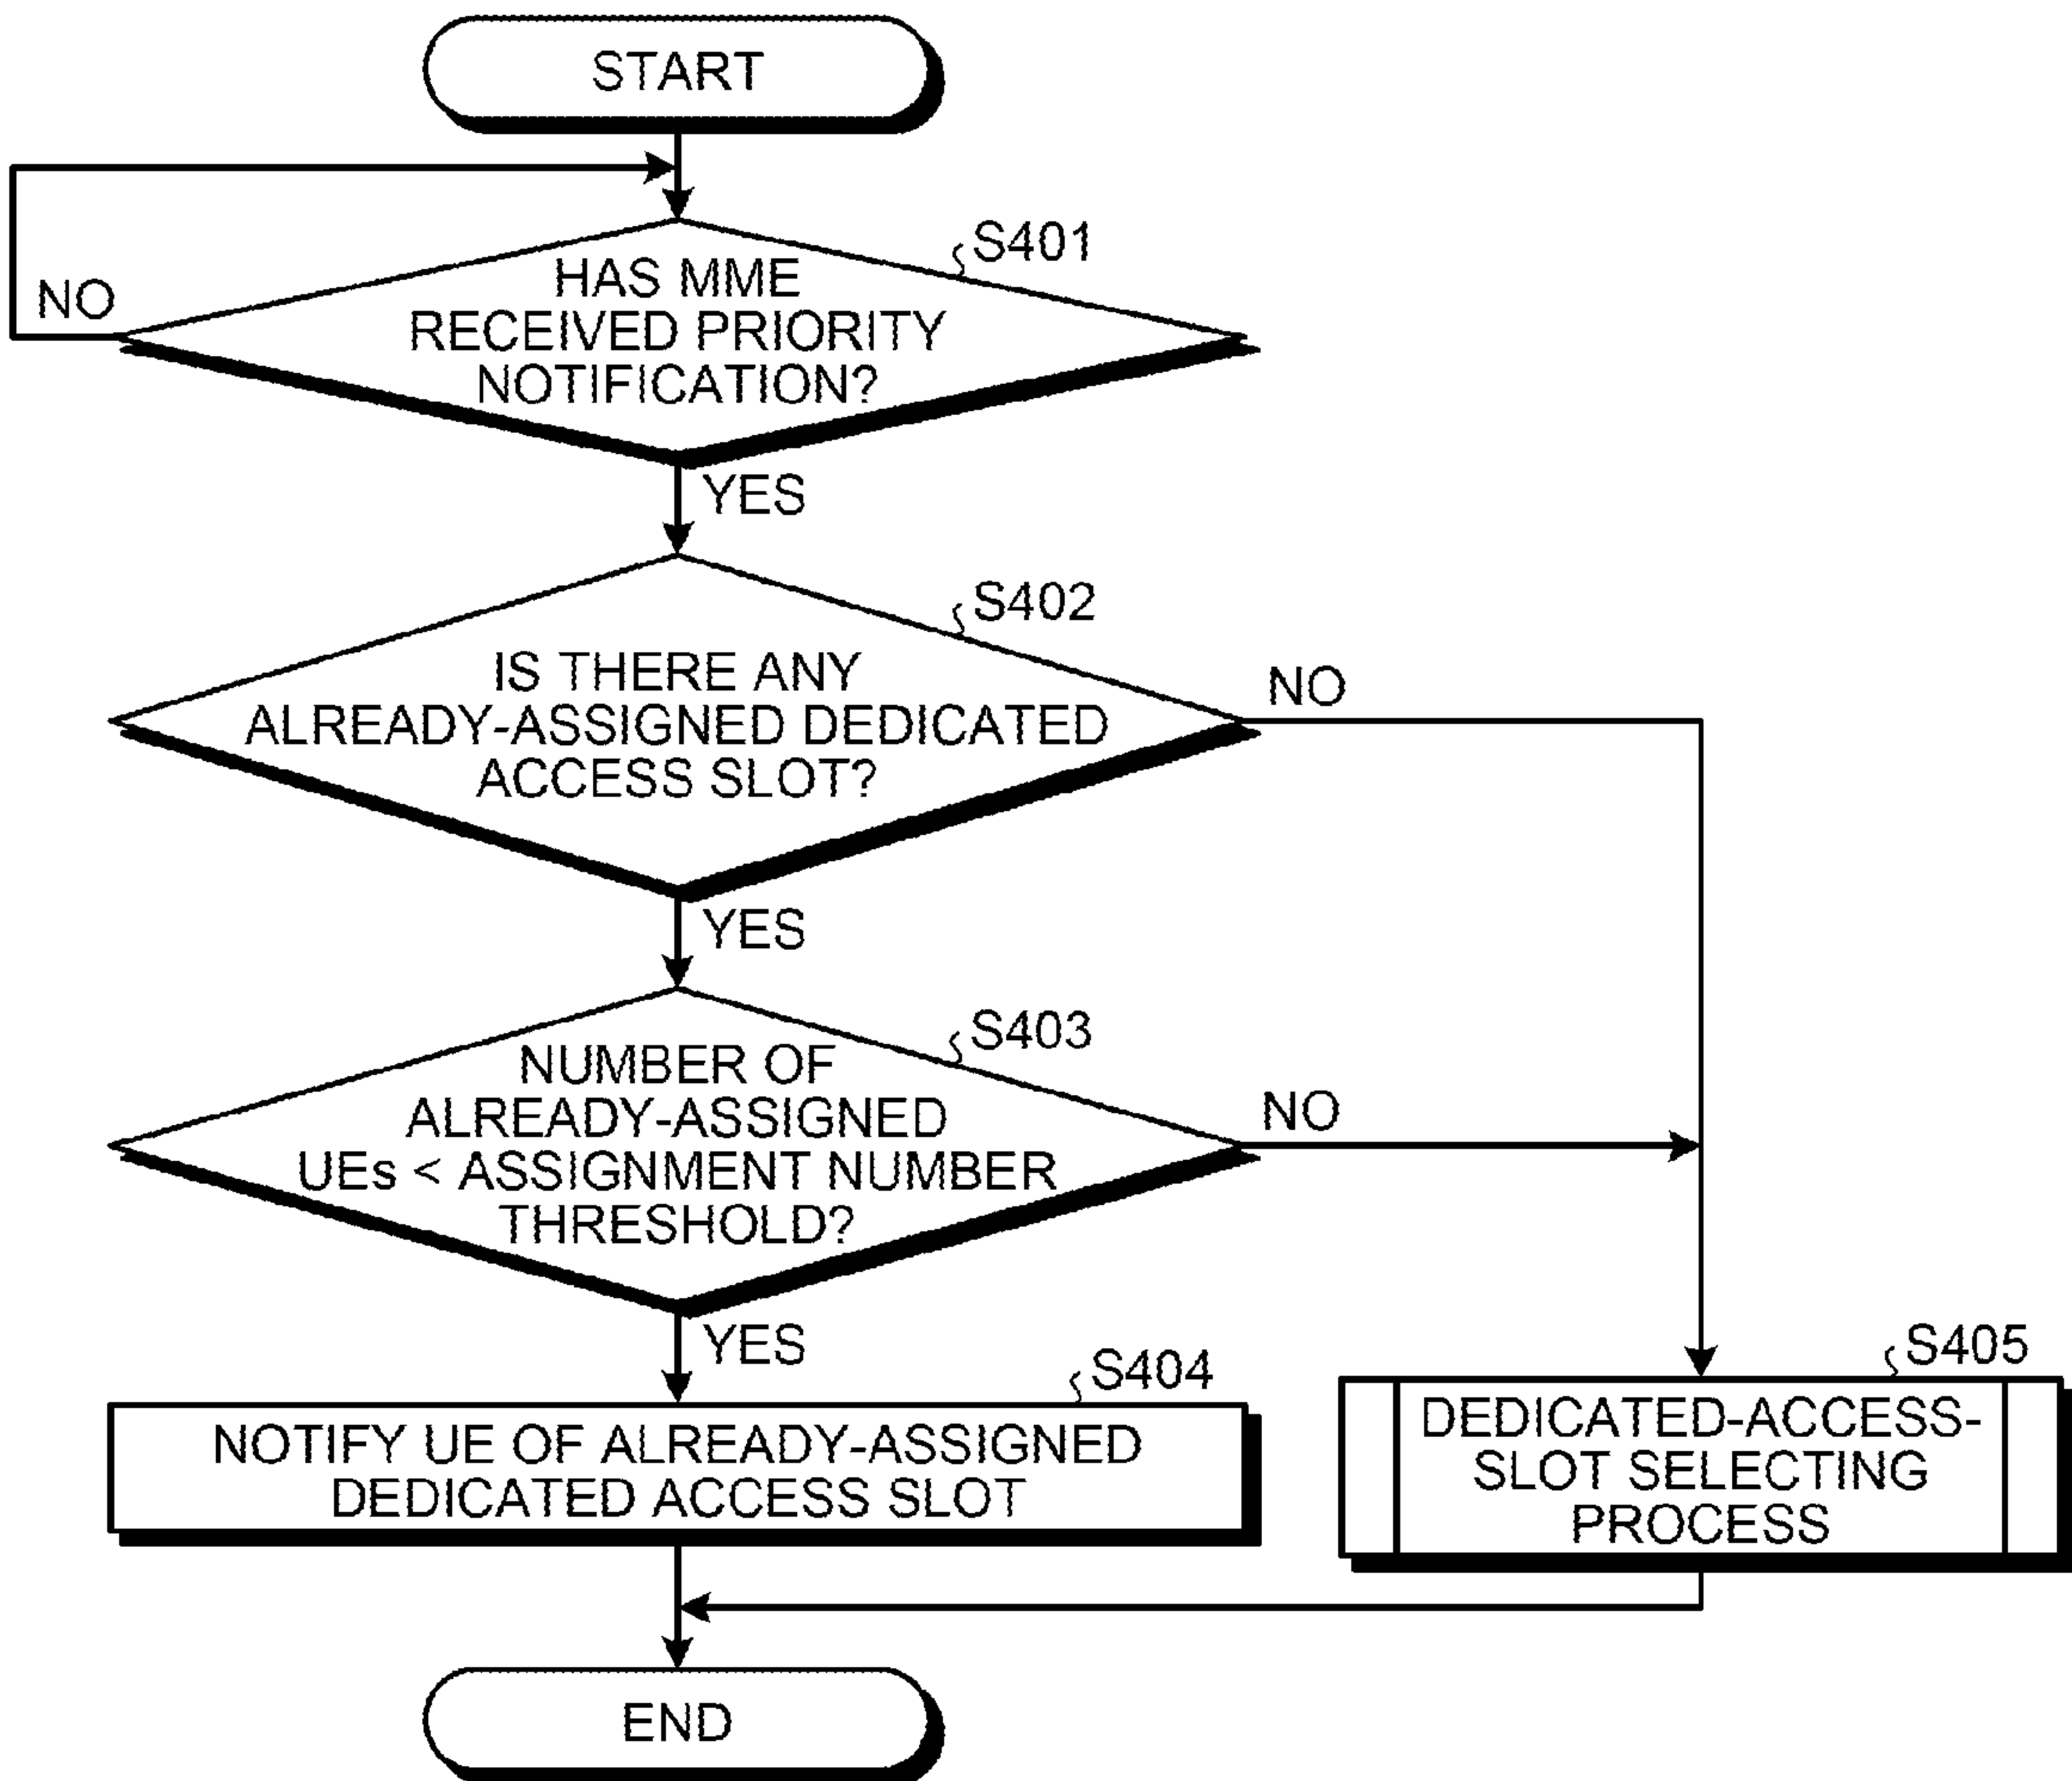 START
S401
HAS MME
RECEIVED PRIORITY
NOTIFICATION?
NO
YES
S402
IS THERE ANY
ALREADY-ASSIGNED DEDICATED
ACCESS SLOT?
NO
YES
S403
NUMBER OF
ALREADY-ASSIGNED
UEs < ASSIGNMENT NUMBER
THRESHOLD?
NO
YES
S404
NOTIFY UE OF ALREADY-ASSIGNED
DEDICATED ACCESS SLOT
S405
DEDICATED-ACCESS-
SLOT SELECTING
PROCESS
END